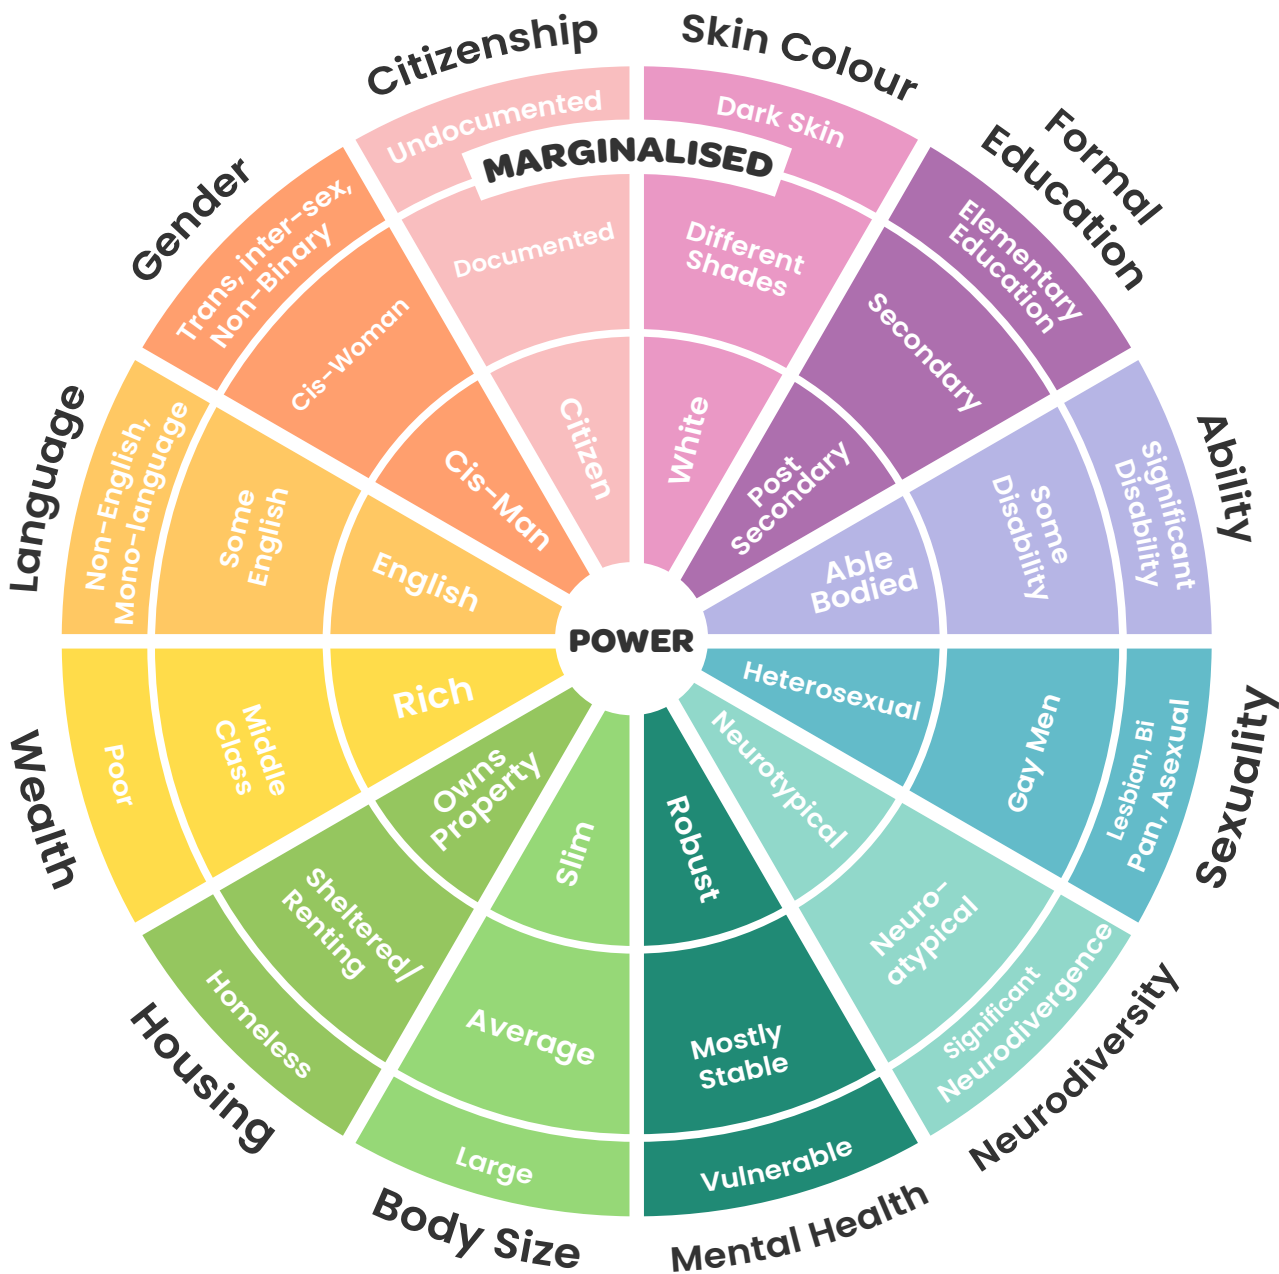 Citizenship
Undocumented
Documented
Citizen
Skin Colour
Dark Skin
Different
Shades
White
Formal
Education
Elementary
Education
Secondary
Post
Secondary
Ability
Significant
Disability
Some
Disability
Able
Bodied
Sexuality
Lesbian, Bi
Pan, Asexual
Gay Men
Heterosexual
Neurodiversity
Significant
Neurodivergence
Neuro-
atypical
Neurotypical
Mental Health
Vulnerable
Mostly
Stable
Robust
Body Size
Large
Average
Slim
Housing
Homeless
Sheltered/
Renting
Owns
Property
Wealth
Poor
Middle
Class
Rich
Language
Non-English,
Mono-language
Some
English
English
Gender
Trans, inter-sex,
Non-Binary
Cis-Woman
Cis-Man
MARGINALISED
POWER